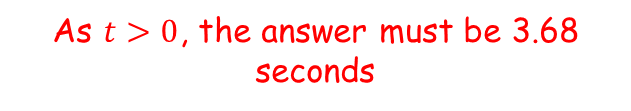 As t > 0, the answer must be 3.68
seconds